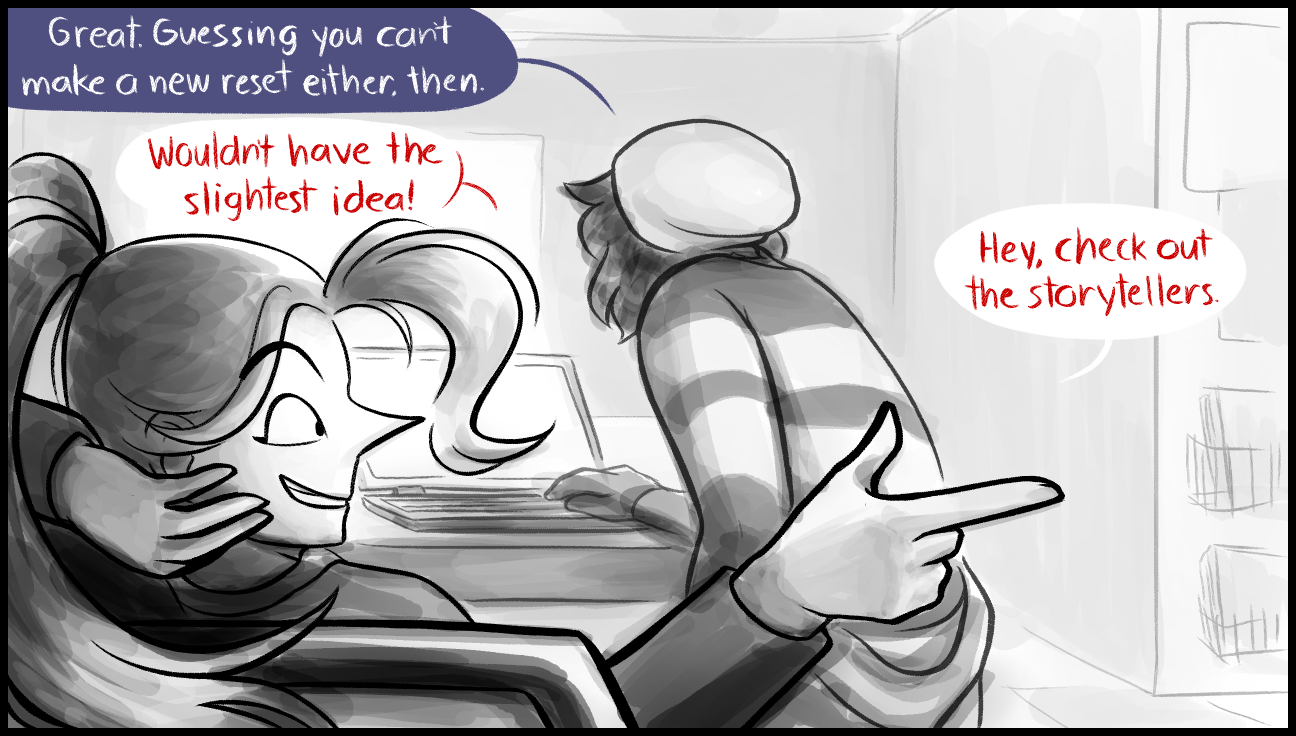 Great. Guessing you can't
make a new reset either, then.
Wouldn't have the
slightest idea!
Hey, check out
the storytellers.